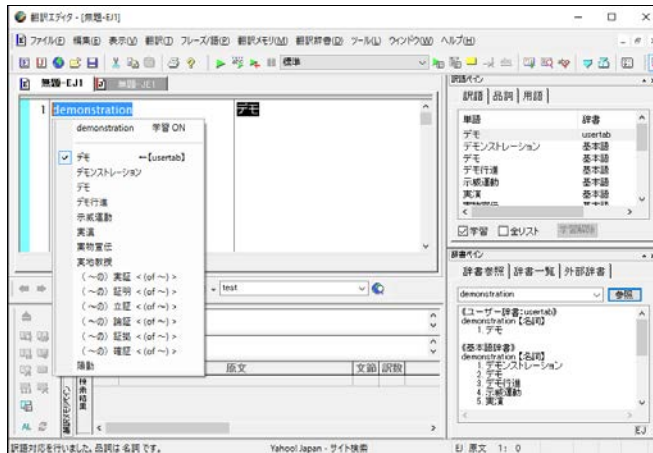 翻訳エディタ - [無題-EJ1]
ファイル(F) 編集(E) 表示(V) 翻訳(T) フレーズ/語(P) 翻訳メモリ(M) 翻訳辞書(D) ツール(L) ウィンドウ(W) ヘルプ(H)
標準
無題-EJ1 無題-JE1
1 demonstration デモ
demonstration 学習 ON
デモ ←【usertab】
デモンストレーション
デモ
デモ行進
示威運動
実演
実物宣伝
実地教授
(~の) 実証 <(of ~)>
(~の) 証明 <(of ~)>
(~の) 立証 <(of ~)>
(~の) 論証 <(of ~)>
(~の) 証拠 <(of ~)>
(~の) 確証 <(of ~)>
陽動
test
原文 文節 訳数
検索結果
訳語ペイン
訳語 品詞 用語
単語 辞書
デモ usertab
デモンストレーション 基本語
デモ 基本語
デモ行進 基本語
示威運動 基本語
実演 基本語
学習 全リスト 学習解除
辞書ペイン
辞書参照 辞書一覧 外部辞書
demonstration 参照
《ユーザー辞書:usertab》
demonstration【名詞】
1. デモ
《基本語辞書》
demonstration【名詞】
1. デモンストレーション
2. デモ
3. デモ行進
4. 示威運動
5. 実演
EJ
訳語対応を行いました。品詞は 名詞 です。 Yahoo! Japan - サイト検索 EJ 原文 1: 0